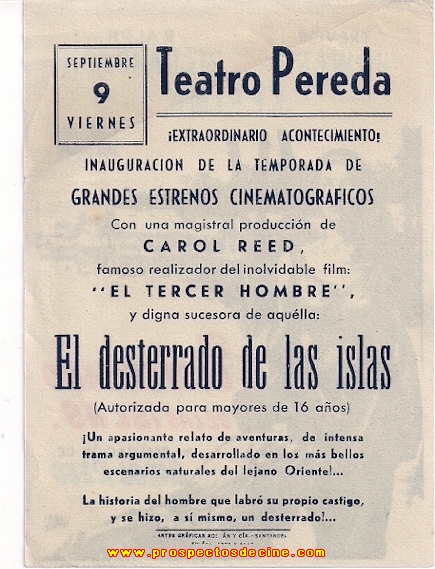 SEPTIEMBRE
9
VIERNES
Teatro Pereda
¡EXTRAORDINARIO ACONTECIMIENTO!
INAUGURACION DE LA TEMPORADA DE
GRANDES ESTRENOS CINEMATOGRAFICOS
Con una magistral producción de
CAROL REED,
famoso realizador del inolvidable film:
"EL TERCER HOMBRE",
y digna sucesora de aquélla:
El desterrado de las islas
(Autorizada para mayores de 16 años)
¡Un apasionante relato de aventuras, de intensa
trama argumental, desarrollado en los más bellos
escenarios naturales del lejano Oriente!...
La historia del hombre que labró su propio castigo,
y se hizo, a sí mismo, un desterrado!...
ARTES GRÁFICAS Y CÍA.-SANTANDER
www.prospectosdecine.com